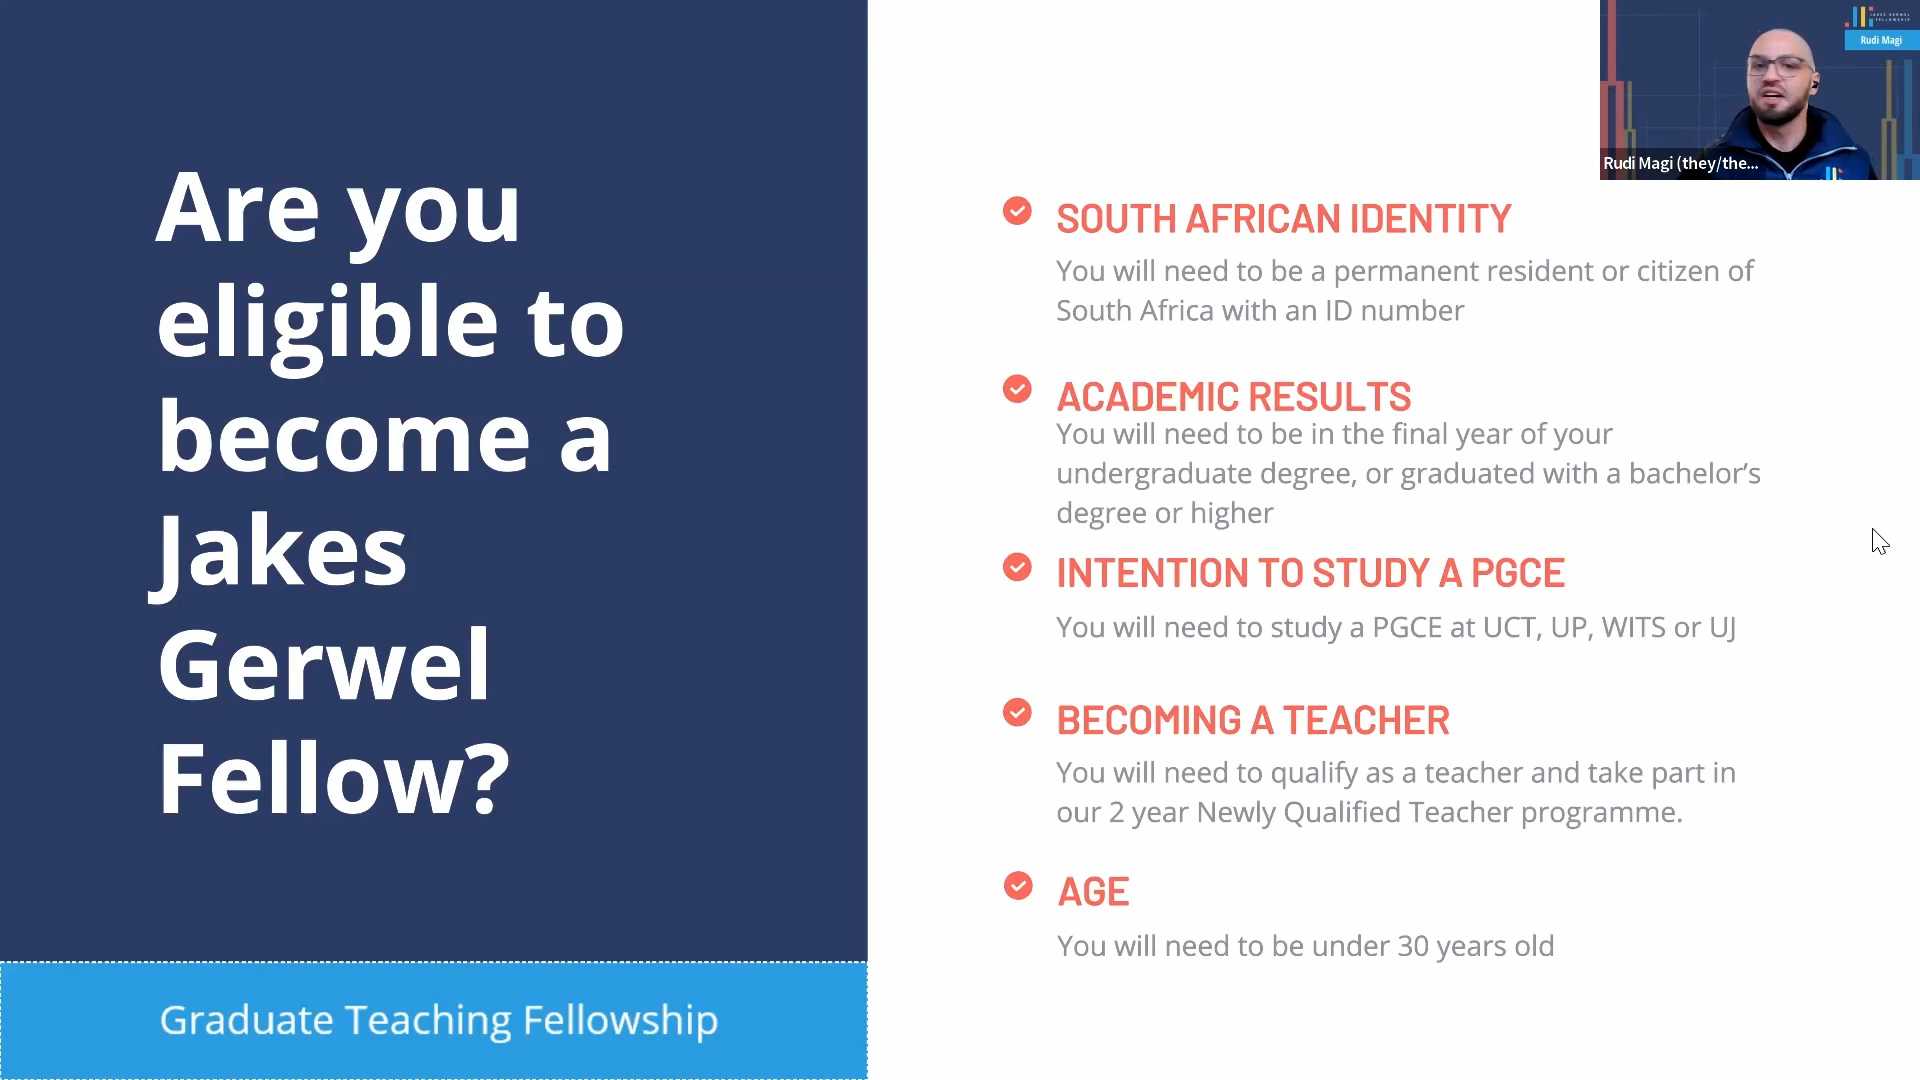 Are you
eligible to
become a
Jakes
Gerwel
Fellow?
Graduate Teaching Fellowship
SOUTH AFRICAN IDENTITY
You will need to be a permanent resident or citizen of
South Africa with an ID number
ACADEMIC RESULTS
You will need to be in the final year of your
undergraduate degree, or graduated with a bachelor’s
degree or higher
INTENTION TO STUDY A PGCE
You will need to study a PGCE at UCT, UP, WITS or UJ
BECOMING A TEACHER
You will need to qualify as a teacher and take part in
our 2 year Newly Qualified Teacher programme.
AGE
You will need to be under 30 years old
JAKES GERWEL
FELLOWSHIP
Rudi Magi
Rudi Magi (they/the...